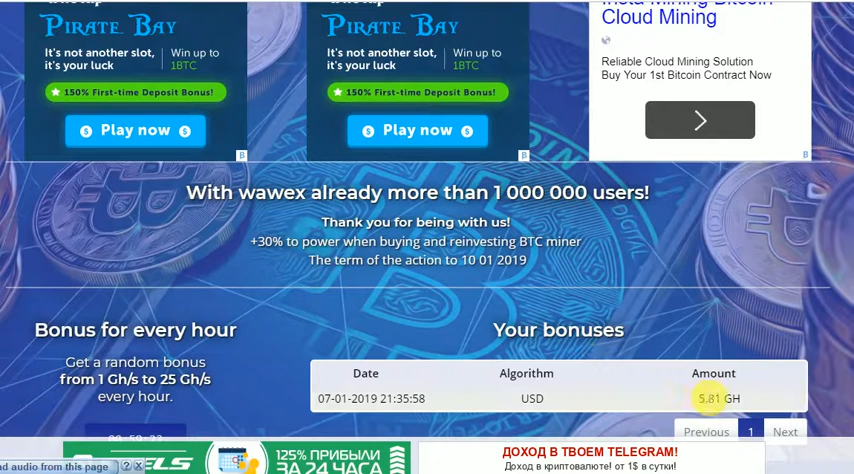 PIRATE BAY
It's not another slot,
it's your luck
Win up to
1BTC
150% First-time Deposit Bonus!
Play now
B
PIRATE BAY
It's not another slot,
it's your luck
Win up to
1BTC
150% First-time Deposit Bonus!
Play now
B
Insta Mining Bitcoin
Cloud Mining
Reliable Cloud Mining Solution
Buy Your 1st Bitcoin Contract Now
B
With wawex already more than 1 000 000 users!
Thank you for being with us!
+30% to power when buying and reinvesting BTC miner
The term of the action to 10 01 2019
Bonus for every hour
Get a random bonus
from 1 Gh/s to 25 Gh/s
every hour.
Your bonuses
Date Algorithm Amount
07-01-2019 21:35:58 USD 5.81 GH
Previous 1 Next
125% ПРИБЫЛИ
ЗА 24 ЧАСА
ДОХОД В ТВОЕМ TELEGRAM!
Доход в криптовалюте! от 1$ в сутки!
audio from this page ? X